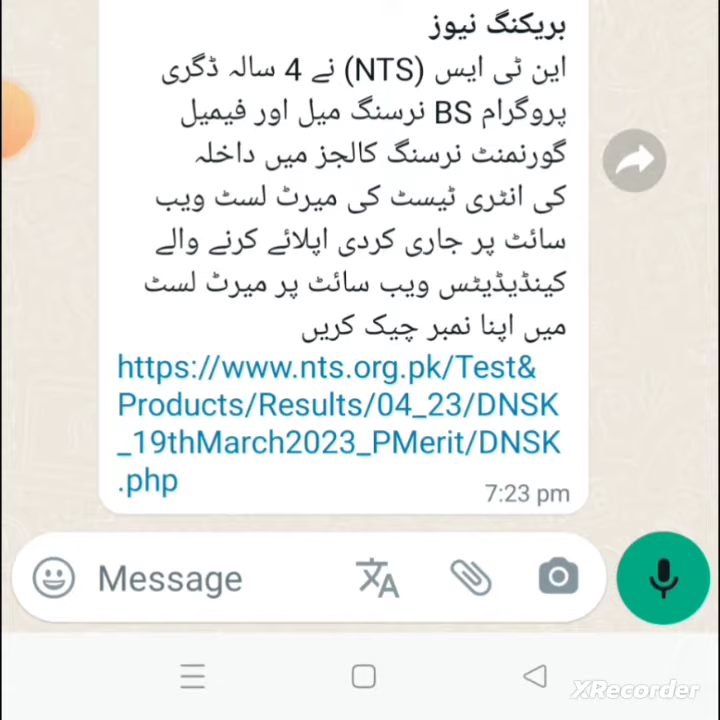 بریکنگ نیوز
این ٹی ایس (NTS) نے 4 سالہ ڈگری
پروگرام BS نرسنگ میل اور فیمیل
گورنمنٹ نرسنگ کالجز میں داخلہ
کی انٹری ٹیسٹ کی میرٹ لسٹ ویب
سائٹ پر جاری کردی اپلائے کرنے والے
کینڈیڈیٹس ویب سائٹ پر میرٹ لسٹ
میں اپنا نمبر چیک کریں
https://www.nts.org.pk/Test&
Products/Results/04_23/DNSK
_19thMarch2023_PMerit/DNSK
.php
7:23 pm
Message
XRecorder